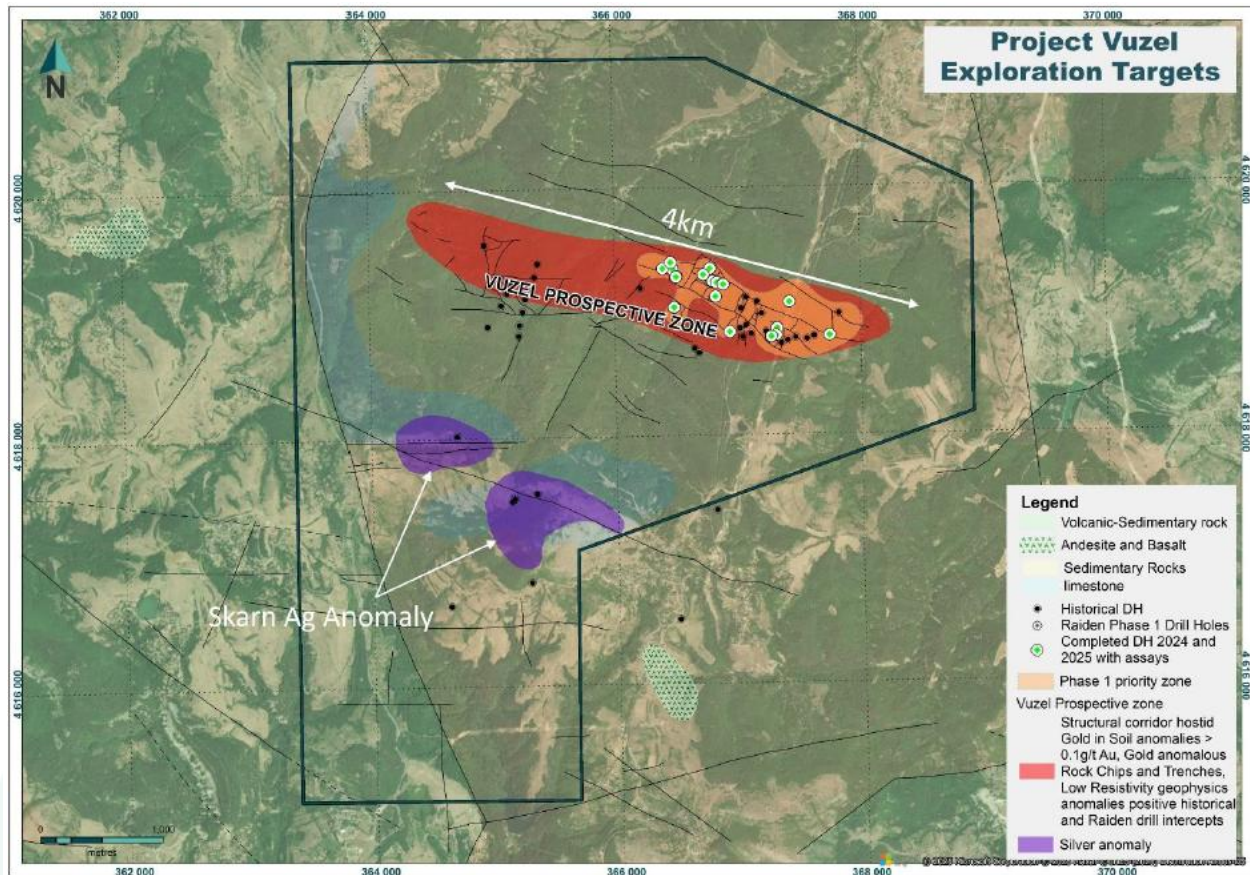 362 000
364 000
366 000
368 000
370 000
Project Vuzel
Exploration Targets
N
4 620 000
4 620 000
4km
VUZEL PROSPECTIVE ZONE
4 618 000
4 618 000
Skarn Ag Anomaly
4 616 000
4 616 000
Legend
Volcanic-Sedimentary rock
Andesite and Basalt
Sedimentary Rocks
limestone
Historical DH
Raiden Phase 1 Drill Holes
Completed DH 2024 and
2025 with assays
Phase 1 priority zone
Vuzel Prospective zone
Structural corridor hostid
Gold in Soil anomalies >
0.1g/t Au, Gold anomalous
Rock Chips and Trenches,
Low Resistivity geophysics
anomalies positive historical
and Raiden drill intercepts
Silver anomaly
0
1,000
metres
362 000
364 000
366 000
368 000
370 000